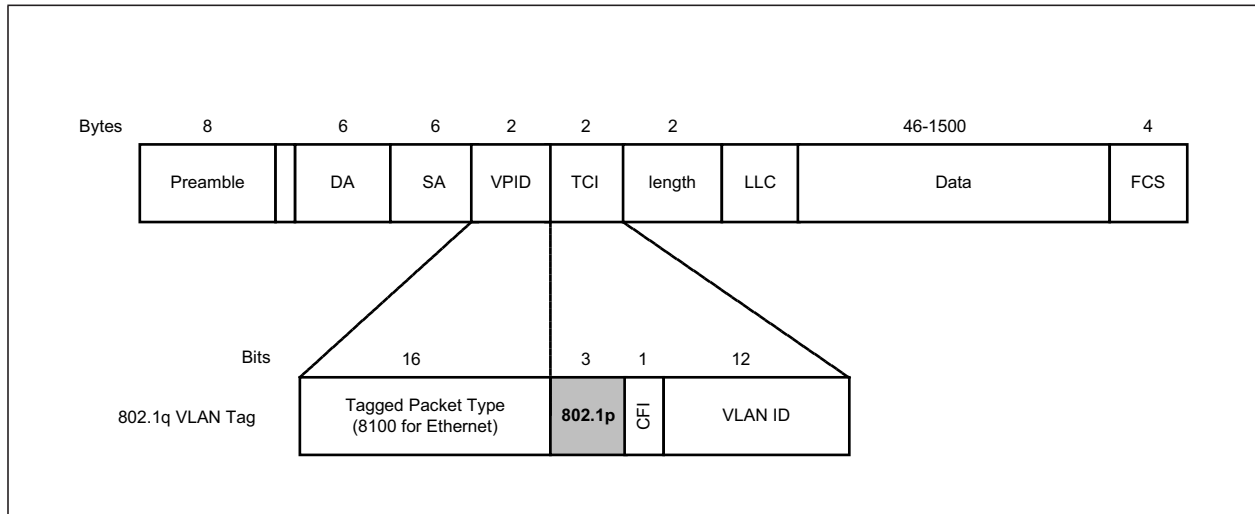 Bytes 8 6 6 2 2 2 46-1500 4
Preamble DA SA VPID TCI length LLC Data FCS
Bits 16 3 1 12
802.1q VLAN Tag
Tagged Packet Type
(8100 for Ethernet)
802.1p
CFI
VLAN ID